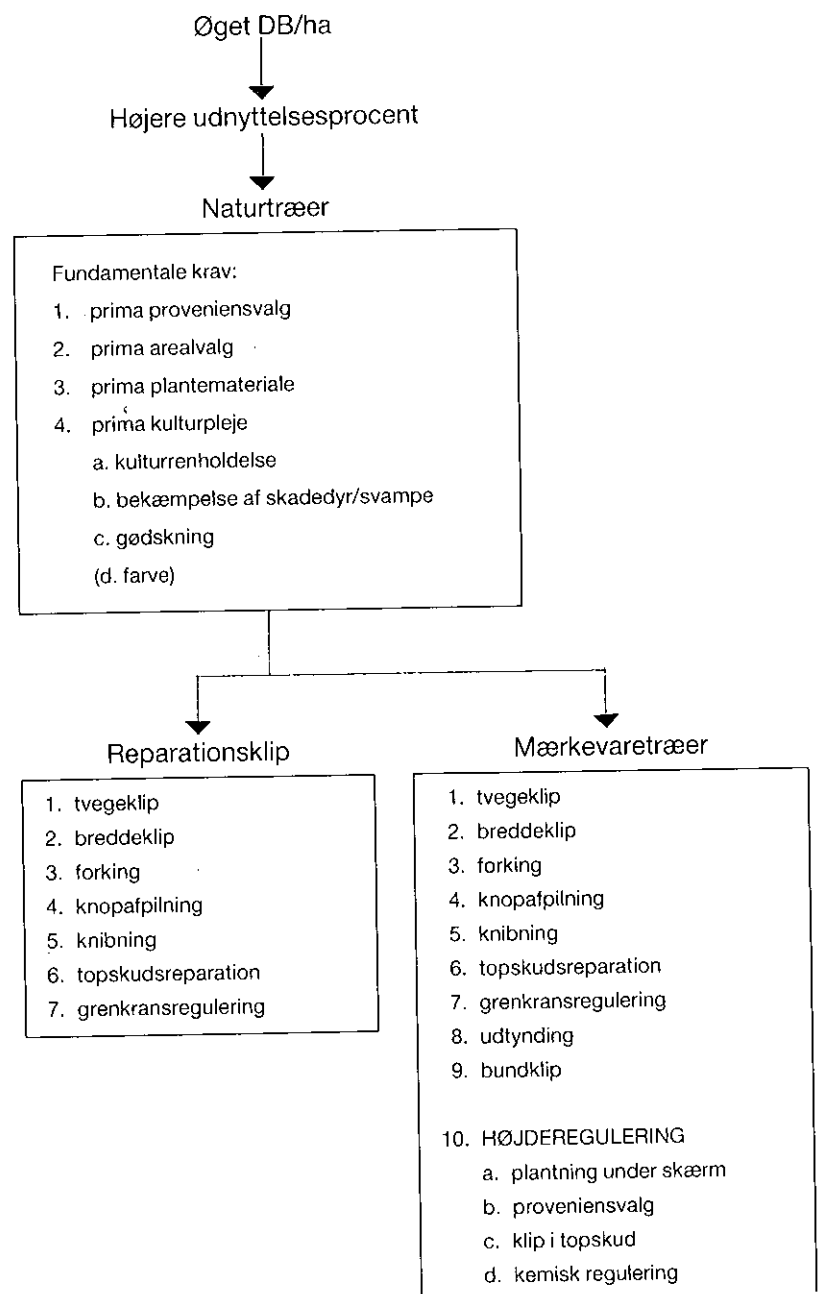 Øget DB/ha
Højere udnyttelsesprocent
Naturtræer
Fundamentale krav:
1. prima proveniensvalg
2. prima arealvalg
3. prima plantemateriale
4. prima kulturpleje
a. kulturrenholdelse
b. bekæmpelse af skadedyr/svampe
c. gødskning
(d. farve)
Reparationsklip
1. tvegeklip
2. breddeklip
3. forking
4. knopafpilning
5. knibning
6. topskudsreparation
7. grenkransregulering
Mærkevaretræer
1. tvegeklip
2. breddeklip
3. forking
4. knopafpilning
5. knibning
6. topskudsreparation
7. grenkransregulering
8. udtynding
9. bundklip
10. HØJDEREGULERING
a. plantning under skærm
b. proveniensvalg
c. klip i topskud
d. kemisk regulering